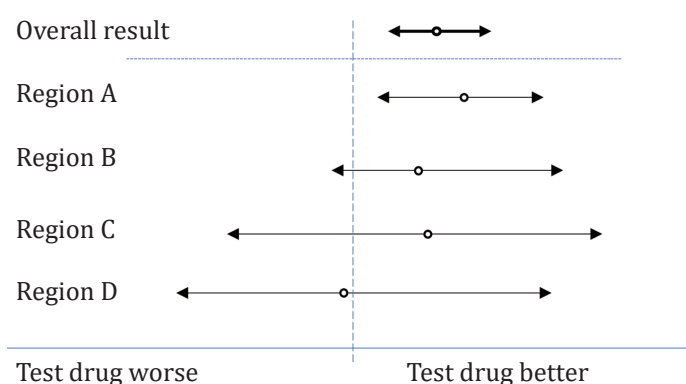 Overall result
Region A
Region B
Region C
Region D
Test drug worse Test drug better